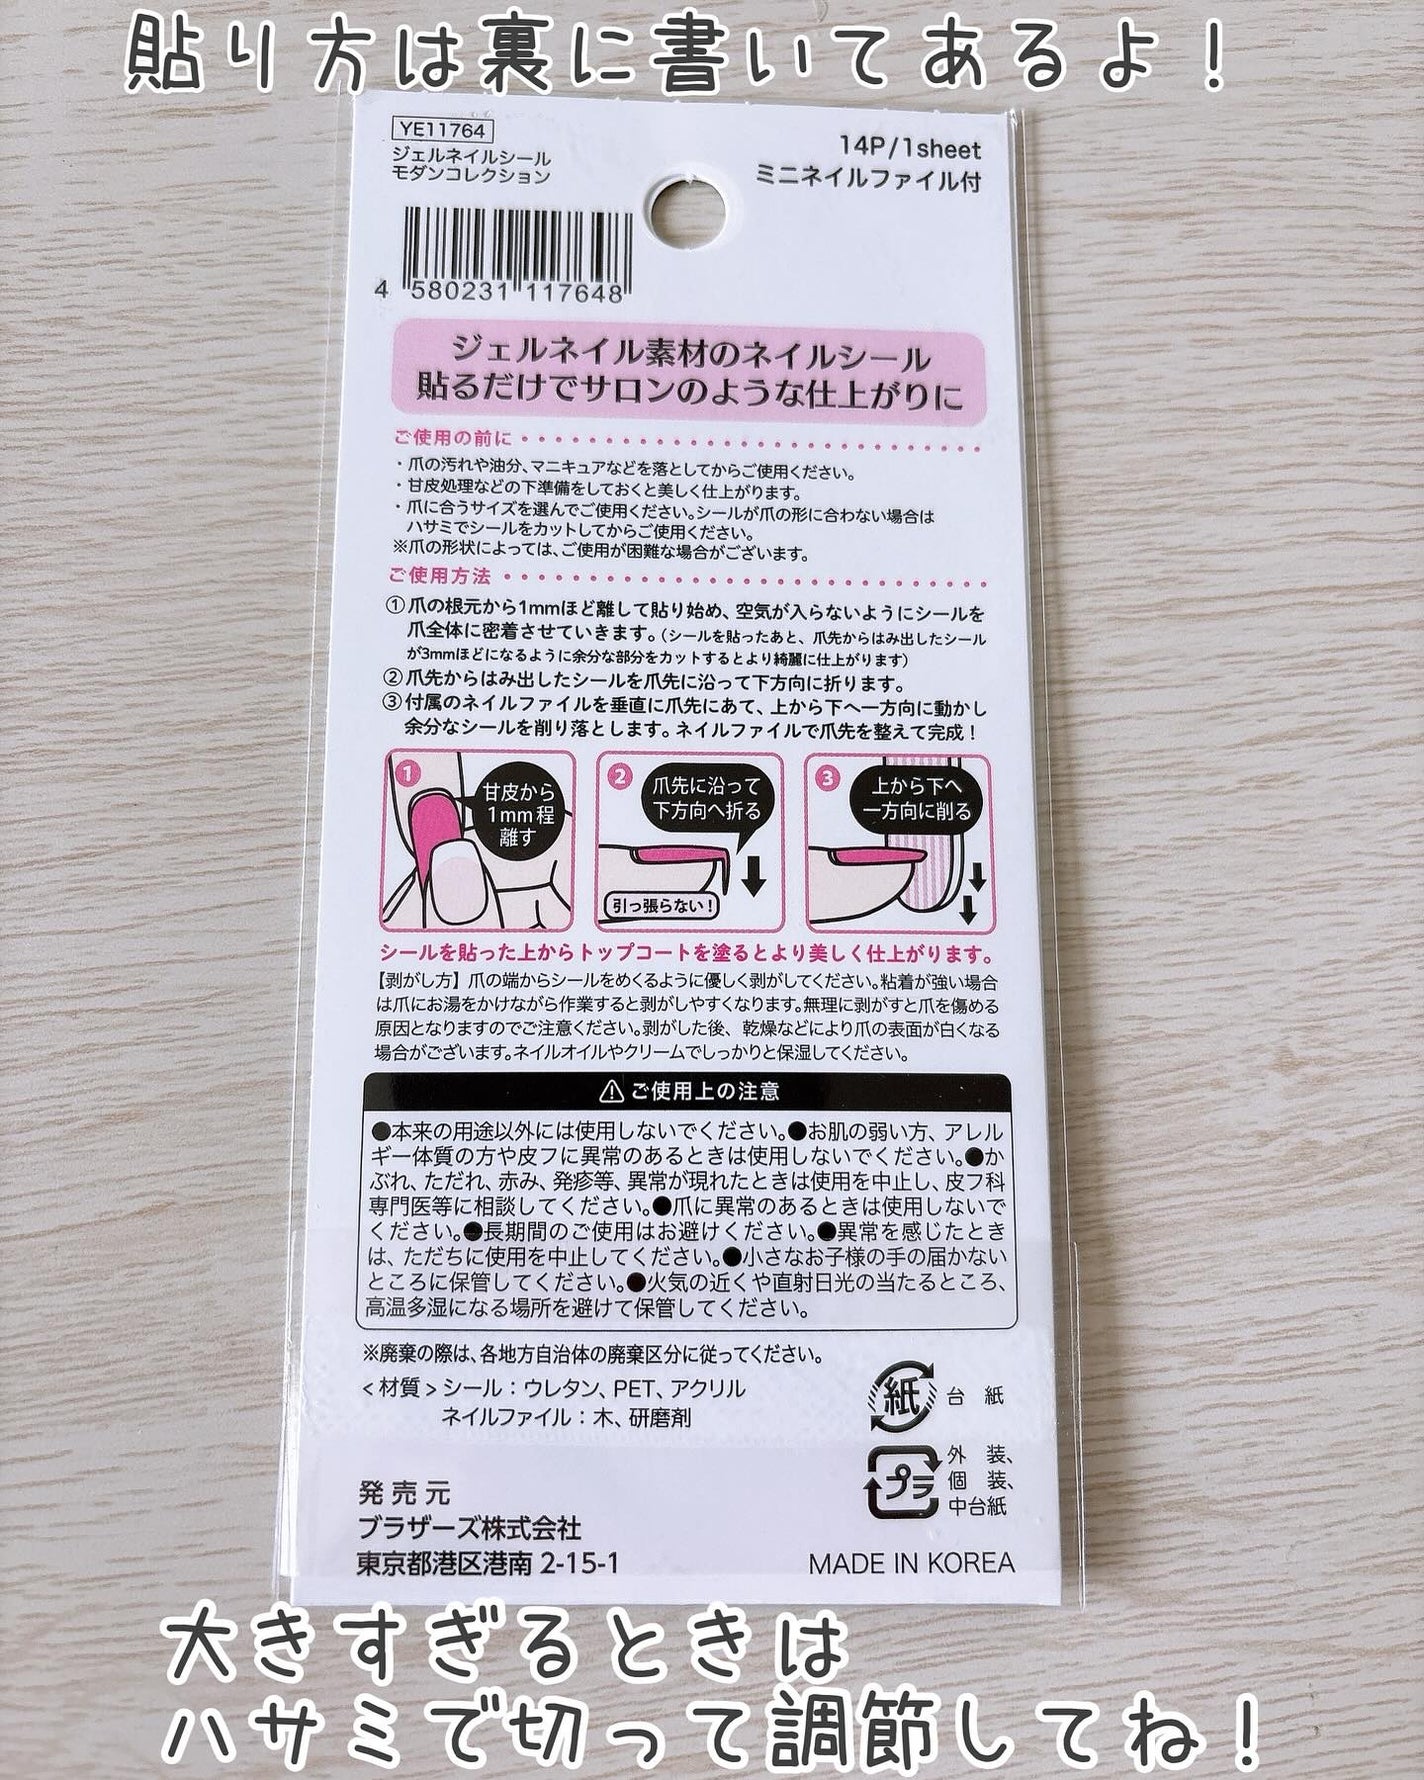 貼り方は裏に書いてあるよ！
YE11764
ジェルネイルシール
モダンコレクション
14P/1sheet
ミニネイルファイル付
4 580231 117648
ジェルネイル素材のネイルシール
貼るだけでサロンのような仕上がりに
ご使用の前に
・爪の汚れや油分、マニキュアなどを落としてからご使用ください。
・甘皮処理などの下準備をしておくと美しく仕上がります。
・爪に合うサイズを選んでご使用ください。シールが爪の形に合わない場合は
ハサミでシールをカットしてからご使用ください。
※爪の形状によっては、ご使用が困難な場合がございます。
ご使用方法
①爪の根元から1mmほど離して貼り始め、空気が入らないようにシールを
爪全体に密着させていきます。（シールを貼ったあと、爪先からはみ出したシール
が3mmほどになるように余分な部分をカットするとより綺麗に仕上がります）
②爪先からはみ出したシールを爪先に沿って下方向に折ります。
③付属のネイルファイルを垂直に爪先にあて、上から下へ一方向に動かし
余分なシールを削り落とします。ネイルファイルで爪先を整えて完成！
1
甘皮から
1mm程
離す
2
爪先に沿って
下方向へ折る
引っ張らない！
3
上から下へ
一方向に削る
シールを貼った上からトップコートを塗るとより美しく仕上がります。
【剥がし方】爪の端からシールをめくるように優しく剥がしてください。粘着が強い場合
は爪にお湯をかけながら作業すると剥がしやすくなります。無理に剥がすと爪を傷める
原因となりますのでご注意ください。剥がした後、乾燥などにより爪の表面が白くなる
場合がございます。ネイルオイルやクリームでしっかりと保湿してください。
⚠ご使用上の注意
●本来の用途以外には使用しないでください。●お肌の弱い方、アレル
ギー体質の方や皮フに異常のあるときは使用しないでください。●か
ぶれ、ただれ、赤み、発疹等、異常が現れたときは使用を中止し、皮フ科
専門医等に相談してください。●爪に異常のあるときは使用しないで
ください。●長期間のご使用はお避けください。●異常を感じたとき
は、ただちに使用を中止してください。●小さなお子様の手の届かない
ところに保管してください。●火気の近くや直射日光の当たるところ、
高温多湿になる場所を避けて保管してください。
※廃棄の際は、各地方自治体の廃棄区分に従ってください。
<材質>シール：ウレタン、PET、アクリル
ネイルファイル：木、研磨剤
紙 台紙
プラ 外装、
個装、
中台紙
発売元
ブラザーズ株式会社
東京都港区港南 2-15-1
MADE IN KOREA
大きすぎるときは
ハサミで切って調節してね！